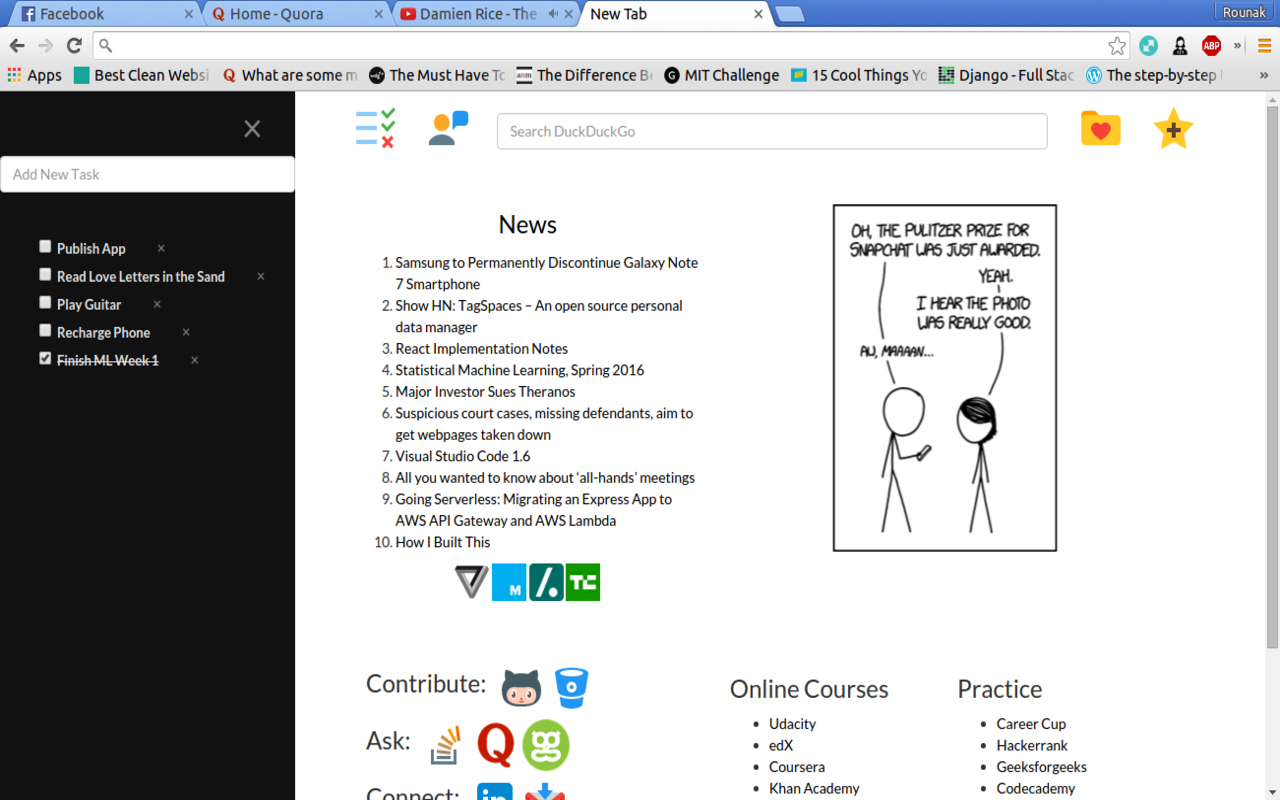 Facebook
Home - Quora
Damien Rice - The
New Tab
Rounak
ABP
»
Apps
Best Clean Websi
What are some m
The Must Have To
The Difference Be
MIT Challenge
15 Cool Things Yo
Django - Full Stac
The step-by-step
»
Add New Task
Publish App ×
Read Love Letters in the Sand ×
Play Guitar ×
Recharge Phone ×
Finish ML Week 1 ×
Search DuckDuckGo
News
1. Samsung to Permanently Discontinue Galaxy Note
7 Smartphone
2. Show HN: TagSpaces – An open source personal
data manager
3. React Implementation Notes
4. Statistical Machine Learning, Spring 2016
5. Major Investor Sues Theranos
6. Suspicious court cases, missing defendants, aim to
get webpages taken down
7. Visual Studio Code 1.6
8. All you wanted to know about ‘all-hands’ meetings
9. Going Serverless: Migrating an Express App to
AWS API Gateway and AWS Lambda
10. How I Built This
M
/.
TC
OH, THE PULITZER PRIZE FOR
SNAPCHAT WAS JUST AWARDED.
YEAH.
I HEAR THE PHOTO
WAS REALLY GOOD.
AW, MAAAAN...
Contribute:
Ask:
Connect:
in
Online Courses
• Udacity
• edX
• Coursera
• Khan Academy
Practice
• Career Cup
• Hackerrank
• Geeksforgeeks
• Codecademy